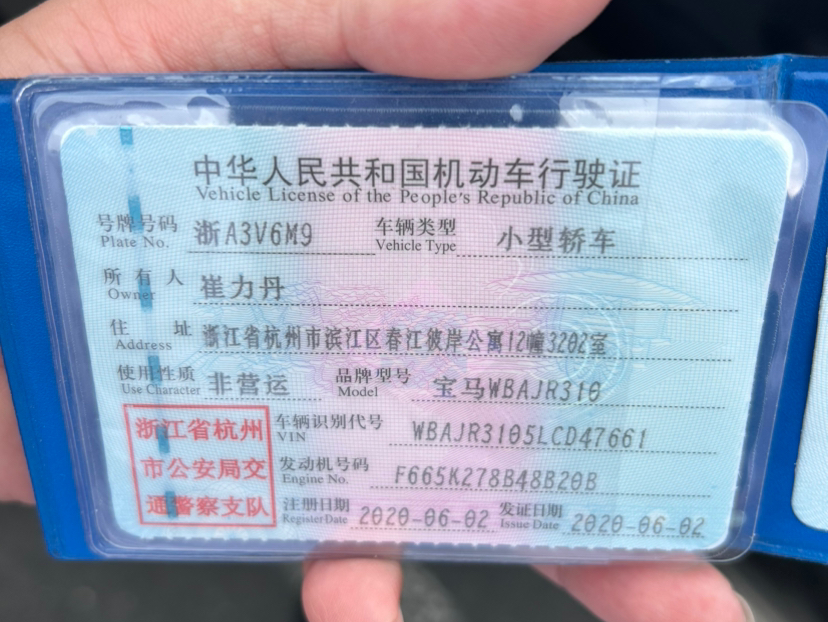 中华人民共和国机动车行驶证
Vehicle License of the People's Republic of China
号牌号码 Plate No. 浙A3V6M9 车辆类型 Vehicle Type 小型轿车
所有人 Owner 崔力丹
住址 Address 浙江省杭州市滨江区春江彼岸公寓12幢3202室
使用性质 Use Character 非营运 品牌型号 Model 宝马WBAJR310
车辆识别代号 VIN WBAJR3105LCD47661
发动机号码 Engine No. F665K278B48B20B
注册日期 Register Date 2020-06-02 发证日期 Issue Date 2020-06-02
浙江省杭州
市公安局交
通警察支队